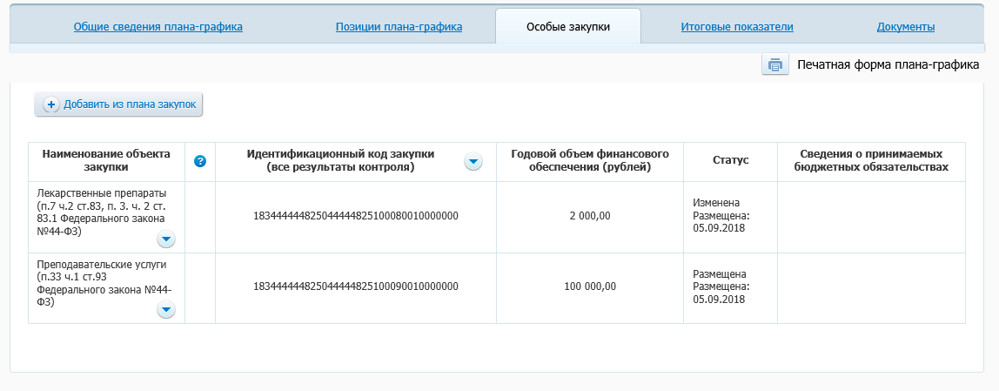 Общие сведения плана-графика
Позиции плана-графика
Особые закупки
Итоговые показатели
Документы
Печатная форма плана-графика
Добавить из плана закупок
Наименование объекта
закупки
?
Идентификационный код закупки
(все результаты контроля)
Годовой объем финансового
обеспечения (рублей)
Статус
Сведения о принимаемых
бюджетных обязательствах
Лекарственные препараты
(п.7 ч.2 ст.83, п. 3. ч. 2 ст.
83.1 Федерального закона
№44-ФЗ)
183444444825044444825100080010000000
2 000,00
Изменена
Размещена:
05.09.2018
Преподавательские услуги
(п.33 ч.1 ст.93
Федерального закона №44-
ФЗ)
183444444825044444825100090010000000
100 000,00
Размещена
Размещена:
05.09.2018